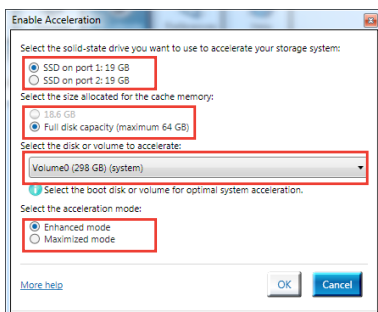 Enable Acceleration
Select the solid-state drive you want to use to accelerate your storage system:
SSD on port 1: 19 GB
SSD on port 2: 19 GB
Select the size allocated for the cache memory:
18.6 GB
Full disk capacity (maximum 64 GB)
Select the disk or volume to accelerate:
Volume0 (298 GB) (system)
Select the boot disk or volume for optimal system acceleration.
Select the acceleration mode:
Enhanced mode
Maximized mode
More help
OK
Cancel